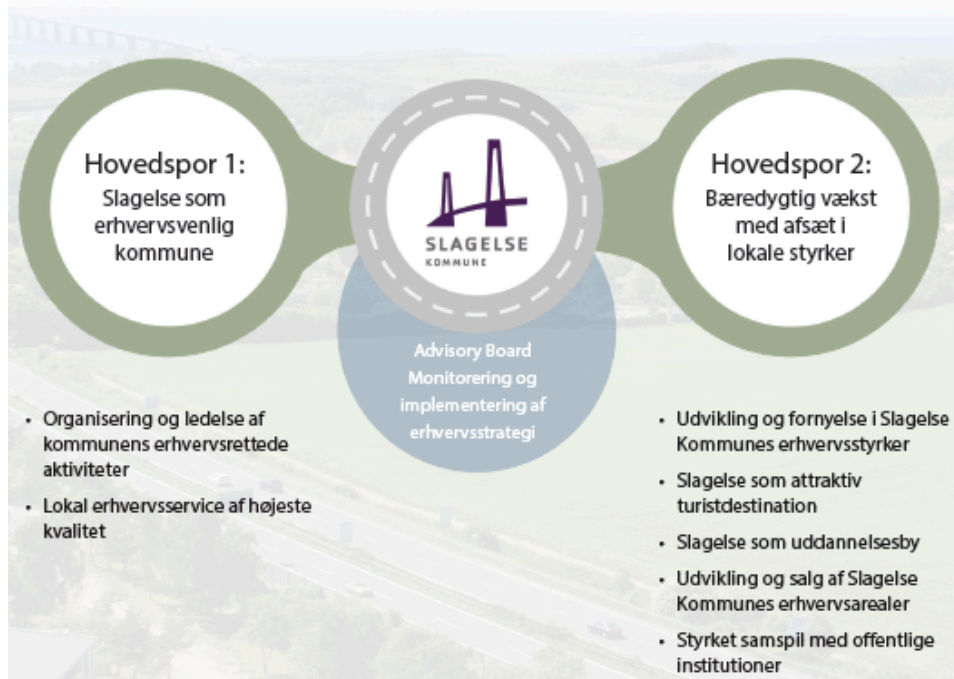 Hovedspor 1:
Slagelse som
erhvervsvenlig
kommune
SLAGELSE
KOMMUNE
Hovedspor 2:
Bæredygtig vækst
med afsæt i
lokale styrker
Advisory Board
Monitorering og
implementering af
erhvervsstrategi
• Organisering og ledelse af
kommunens erhvervsrettede
aktiviteter
• Lokal erhvervsservice af højeste
kvalitet
• Udvikling og fornyelse i Slagelse
Kommunes erhvervsstyrker
• Slagelse som attraktiv
turistdestination
• Slagelse som uddannelsesby
• Udvikling og salg af Slagelse
Kommunes erhvervsarealer
• Styrket samspil med offentlige
institutioner